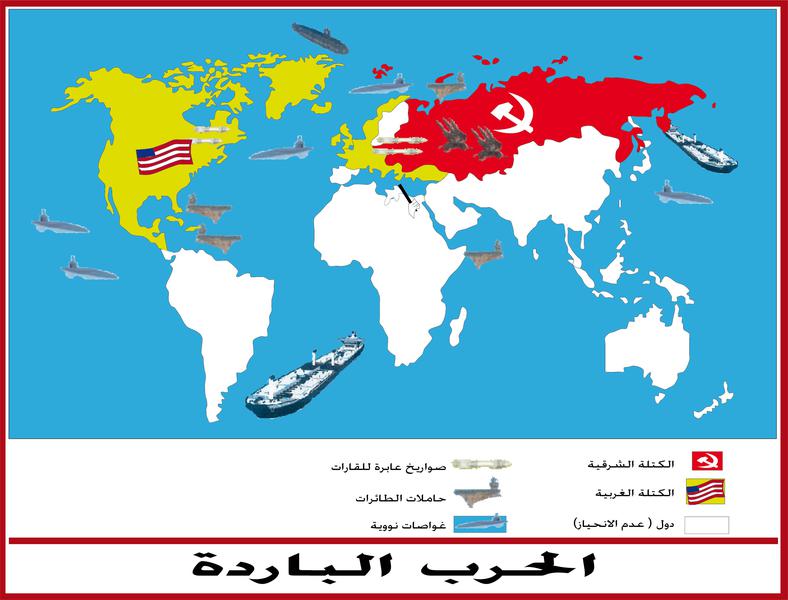 الكتلة الشرقية
الكتلة الغربية
دول ( عدم الانحياز)
صواريخ عابرة للقارات
حاملات الطائرات
غواصات نووية
الحرب الباردة